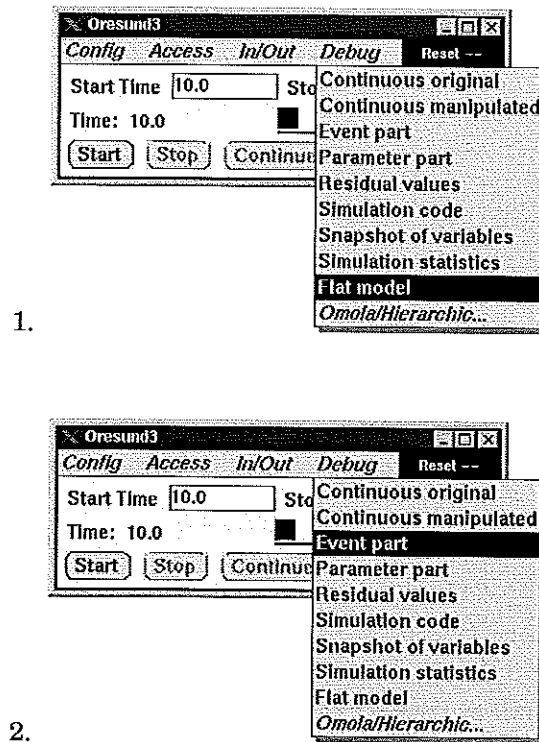 Oresund3
Config Access In/Out Debug Reset --
Start Time 10.0 Sto
Time: 10.0
Start Stop Continue
Continuous original
Continuous manipulated
Event part
Parameter part
Residual values
Simulation code
Snapshot of variables
Simulation statistics
Flat model
Omola/Hierarchic...
1.
Oresund3
Config Access In/Out Debug Reset --
Start Time 10.0 Sto
Time: 10.0
Start Stop Continue
Continuous original
Continuous manipulated
Event part
Parameter part
Residual values
Simulation code
Snapshot of variables
Simulation statistics
Flat model
Omola/Hierarchic...
2.